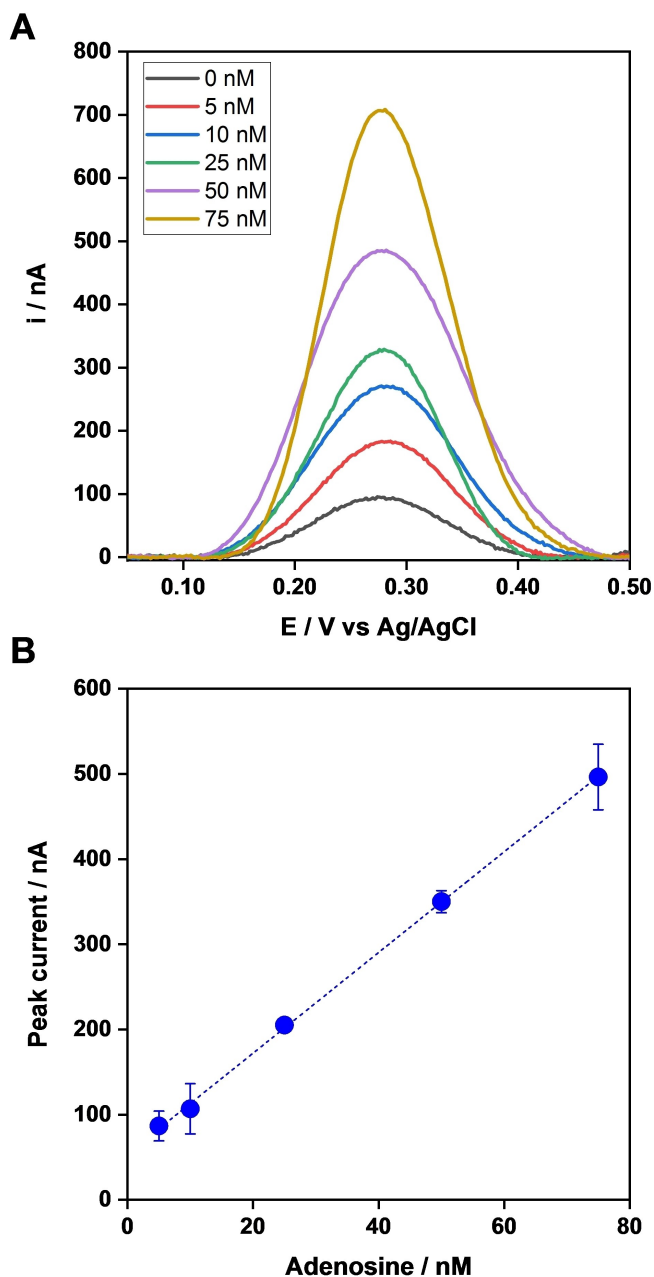 A
800
700
600
500
400
300
200
100
0
i / nA
0 nM
5 nM
10 nM
25 nM
50 nM
75 nM
0.10 0.20 0.30 0.40 0.50
E / V vs Ag/AgCl
B
600
500
400
300
200
100
0
Peak current / nA
0 20 40 60 80
Adenosine / nM